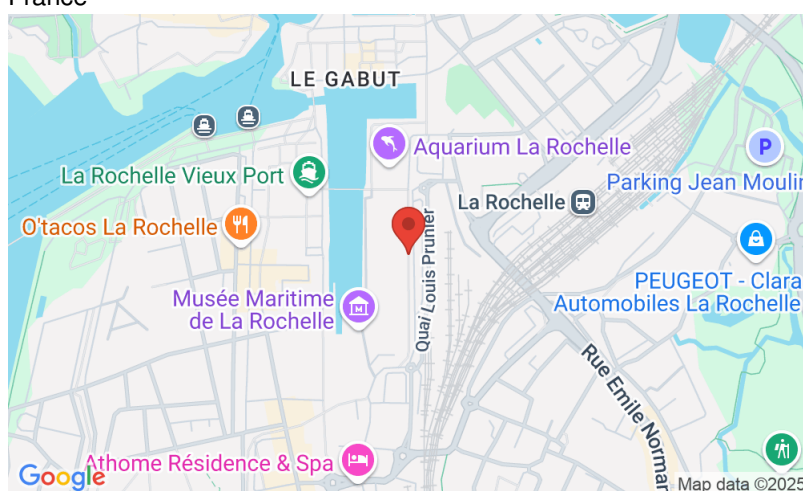 France
LE GABUT
Aquarium La Rochelle
La Rochelle Vieux Port
La Rochelle
Parking Jean Moulin
P
O'tacos La Rochelle
Quai Louis Prunier
PEUGEOT - Clara
Automobiles La Rochelle
Musée Maritime
de La Rochelle
M
Rue Emile Norman
Athome Résidence & Spa
Google
Map data ©2025